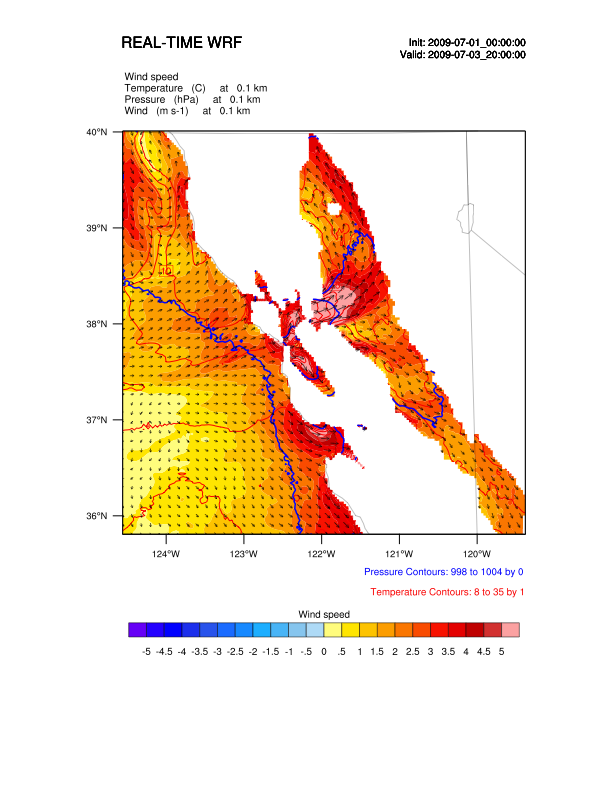 REAL-TIME WRF
Init: 2009-07-01_00:00:00
Valid: 2009-07-03_20:00:00
Wind speed
Temperature (C) at 0.1 km
Pressure (hPa) at 0.1 km
Wind (m s-1) at 0.1 km
40°N
39°N
38°N
37°N
36°N
10
124°W 123°W 122°W 121°W 120°W
Pressure Contours: 998 to 1004 by 0
Temperature Contours: 8 to 35 by 1
Wind speed
-5 -4.5 -4 -3.5 -3 -2.5 -2 -1.5 -1 -.5 0 .5 1 1.5 2 2.5 3 3.5 4 4.5 5